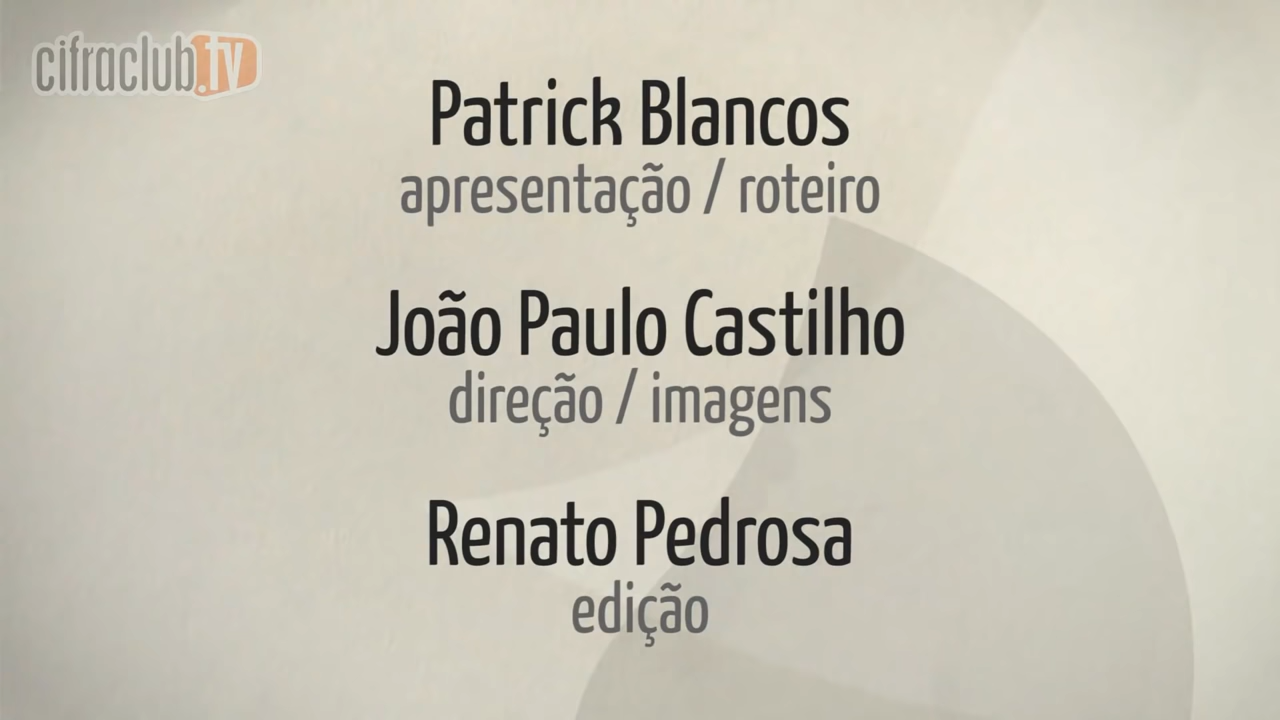 cifraclub.tv
Patrick Blancos
apresentação / roteiro
João Paulo Castilho
direção / imagens
Renato Pedrosa
edição